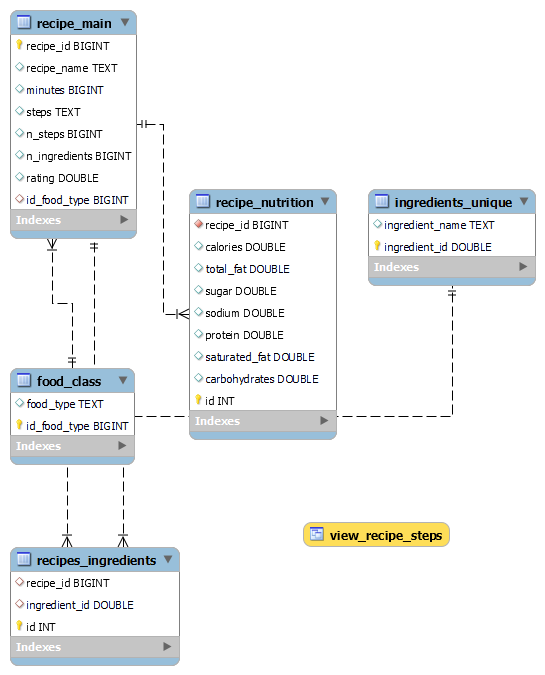 recipe_main
recipe_id BIGINT
recipe_name TEXT
minutes BIGINT
steps TEXT
n_steps BIGINT
n_ingredients BIGINT
rating DOUBLE
id_food_type BIGINT
Indexes
recipe_nutrition
recipe_id BIGINT
calories DOUBLE
total_fat DOUBLE
sugar DOUBLE
sodium DOUBLE
protein DOUBLE
saturated_fat DOUBLE
carbohydrates DOUBLE
id INT
Indexes
ingredients_unique
ingredient_name TEXT
ingredient_id DOUBLE
Indexes
food_class
food_type TEXT
id_food_type BIGINT
Indexes
view_recipe_steps
recipes_ingredients
recipe_id BIGINT
ingredient_id DOUBLE
id INT
Indexes